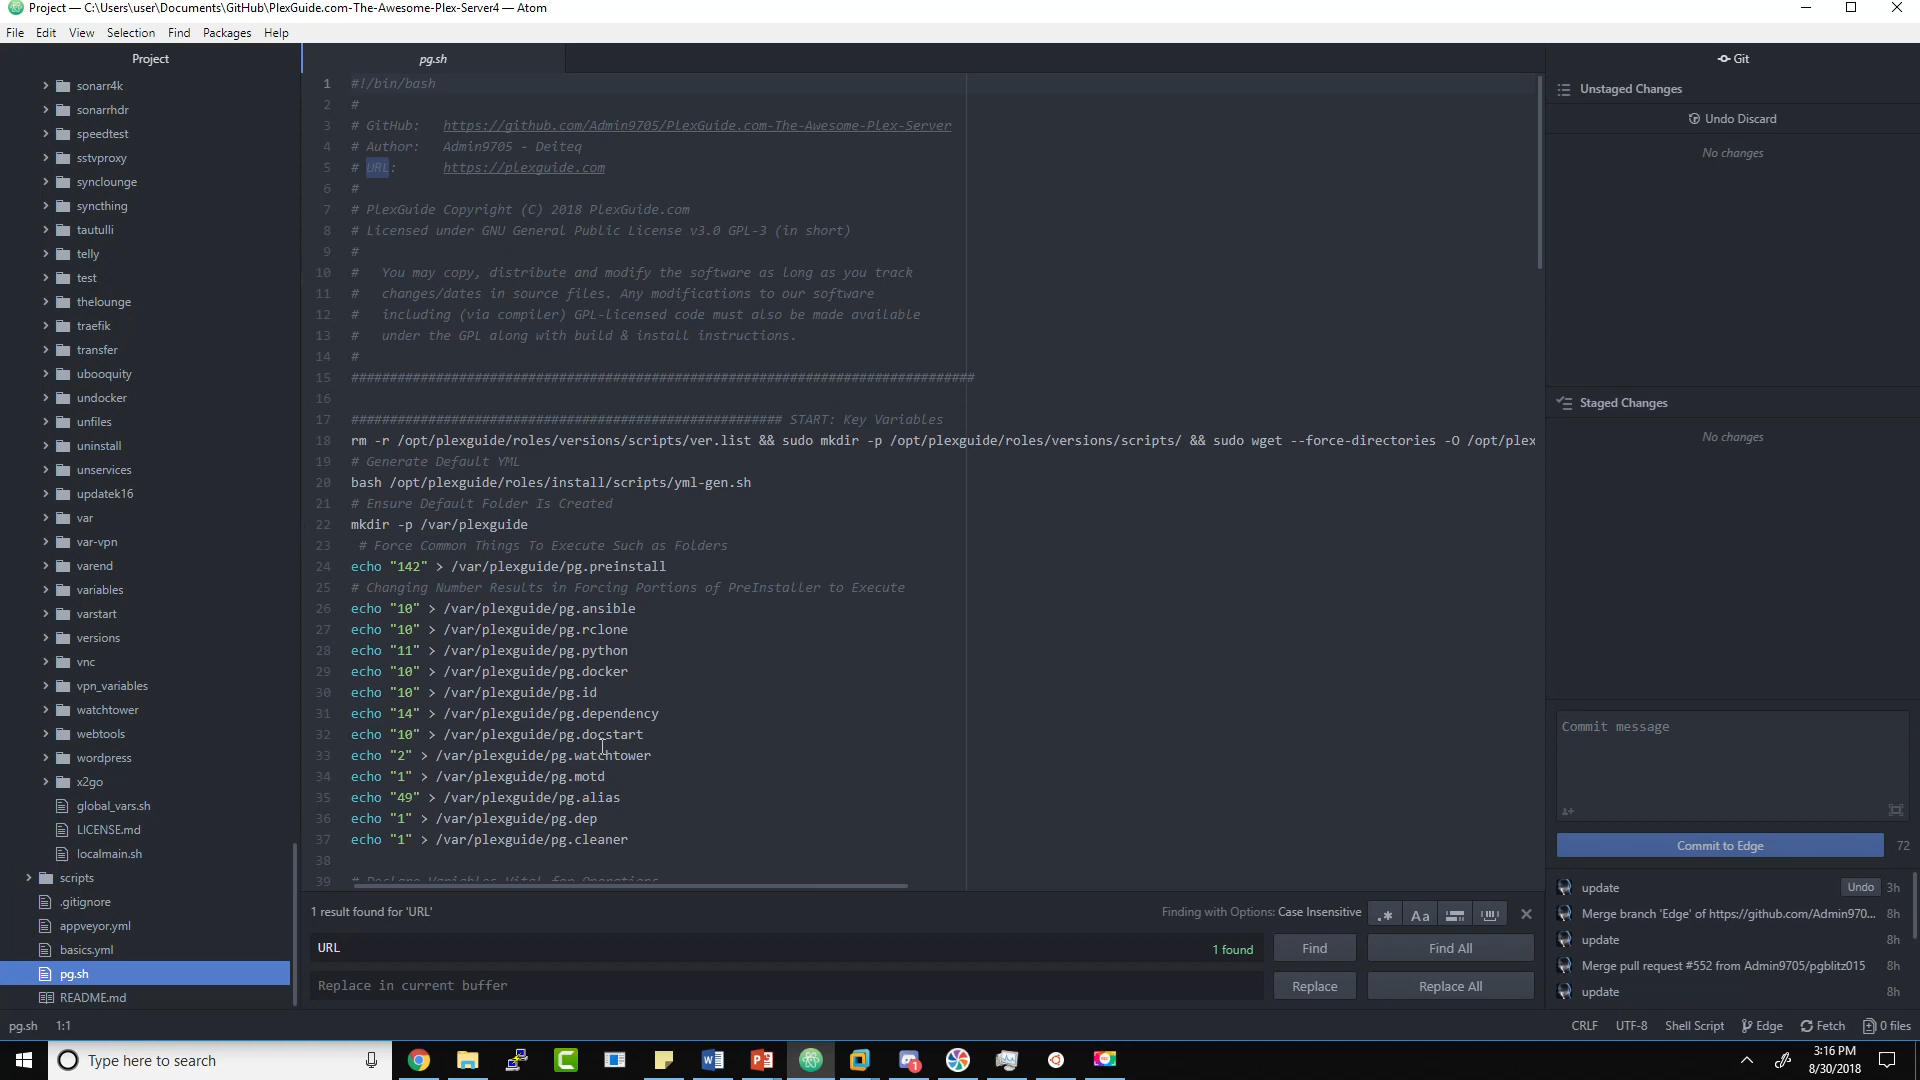 Project — C:\Users\user\Documents\GitHub\PlexGuide.com-The-Awesome-Plex-Server4 — Atom
File Edit View Selection Find Packages Help
Project
sonarr4k
sonarrhdr
speedtest
sstvproxy
synclounge
syncthing
tautulli
telly
test
thelounge
traefik
transfer
ubooquity
undocker
unfiles
uninstall
unservices
updatek16
var
var-vpn
varend
variables
varstart
versions
vnc
vpn_variables
watchtower
webtools
wordpress
x2go
global_vars.sh
LICENSE.md
localmain.sh
scripts
.gitignore
appveyor.yml
basics.yml
pg.sh
README.md
pg.sh
1 #!/bin/bash
2 #
3 # GitHub: https://github.com/Admin9705/PlexGuide.com-The-Awesome-Plex-Server
4 # Author: Admin9705 - Deiteq
5 # URL: https://plexguide.com
6 #
7 # PlexGuide Copyright (C) 2018 PlexGuide.com
8 # Licensed under GNU General Public License v3.0 GPL-3 (in short)
9 #
10 # You may copy, distribute and modify the software as long as you track
11 # changes/dates in source files. Any modifications to our software
12 # including (via compiler) GPL-licensed code must also be made available
13 # under the GPL along with build & install instructions.
14 #
15 #################################################################################
16
17 ######################################################## START: Key Variables
18 rm -r /opt/plexguide/roles/versions/scripts/ver.list && sudo mkdir -p /opt/plexguide/roles/versions/scripts/ && sudo wget --force-directories -O /opt/plex
19 # Generate Default YML
20 bash /opt/plexguide/roles/install/scripts/yml-gen.sh
21 # Ensure Default Folder Is Created
22 mkdir -p /var/plexguide
23 # Force Common Things To Execute Such as Folders
24 echo "142" > /var/plexguide/pg.preinstall
25 # Changing Number Results in Forcing Portions of PreInstaller to Execute
26 echo "10" > /var/plexguide/pg.ansible
27 echo "10" > /var/plexguide/pg.rclone
28 echo "11" > /var/plexguide/pg.python
29 echo "10" > /var/plexguide/pg.docker
30 echo "10" > /var/plexguide/pg.id
31 echo "14" > /var/plexguide/pg.dependency
32 echo "10" > /var/plexguide/pg.docstart
33 echo "2" > /var/plexguide/pg.watchtower
34 echo "1" > /var/plexguide/pg.motd
35 echo "49" > /var/plexguide/pg.alias
36 echo "1" > /var/plexguide/pg.dep
37 echo "1" > /var/plexguide/pg.cleaner
38
39 # Declare Variables Vital for Operations
1 result found for 'URL'
Finding with Options: Case Insensitive
.* Aa
URL 1 found Find Find All
Replace in current buffer Replace Replace All
Git
Unstaged Changes
Undo Discard
No changes
Staged Changes
No changes
Commit message
Commit to Edge 72
update Undo 3h
Merge branch 'Edge' of https://github.com/Admin970... 8h
update 8h
Merge pull request #552 from Admin9705/pgblitz015 8h
update 8h
pg.sh 1:1
CRLF UTF-8 Shell Script Edge Fetch 0 files
Type here to search
3:16 PM
8/30/2018